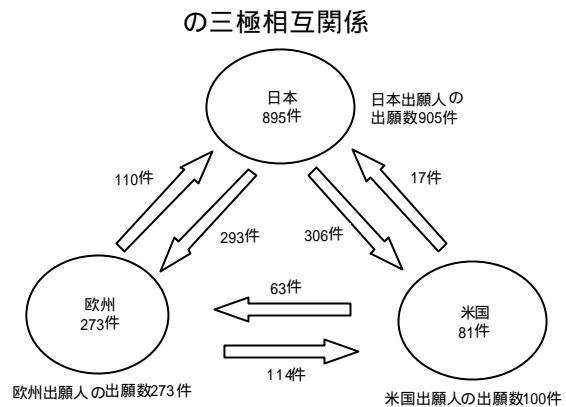 の三極相互関係
日本
895件
日本出願人の
出願数905件
110件
17件
293件
306件
63件
欧州
273件
米国
81件
114件
欧州出願人の出願数273件
米国出願人の出願数100件